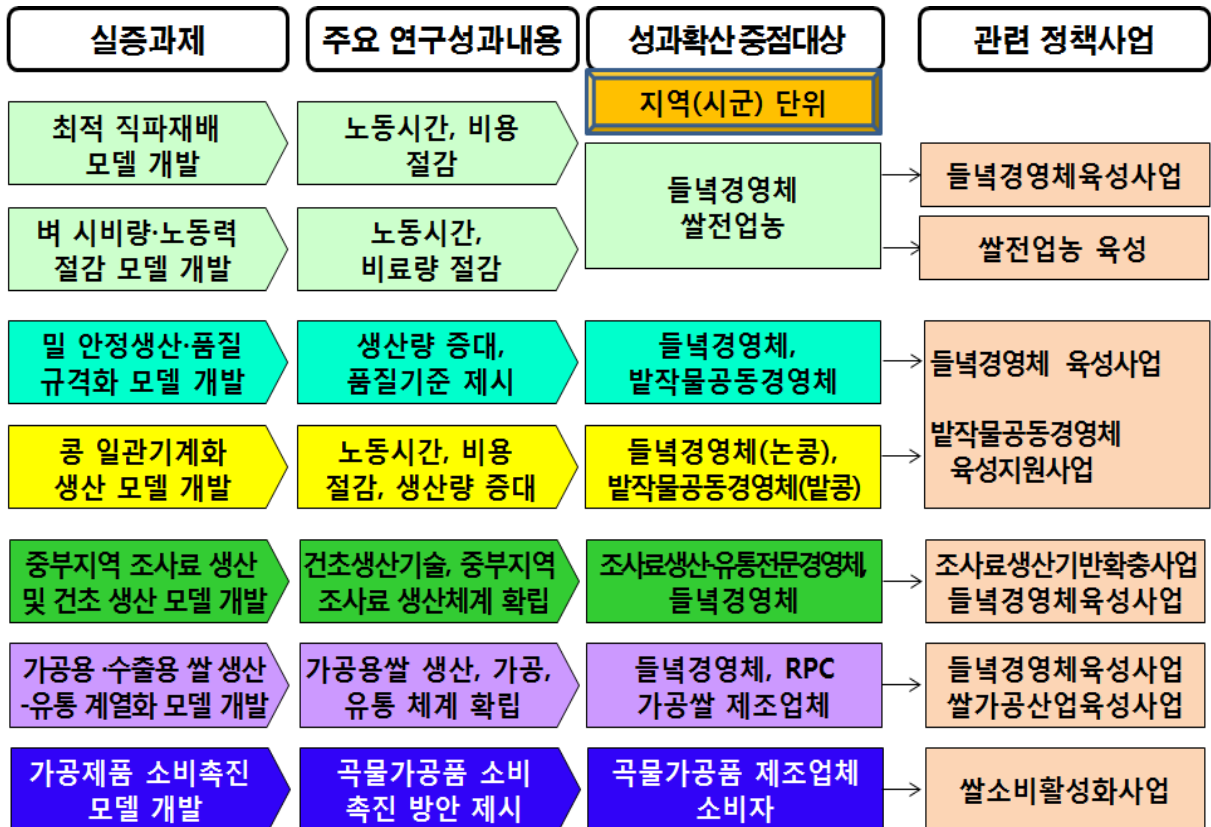 실증과제
주요 연구성과내용
성과확산 중점대상
관련 정책사업
지역(시군) 단위
최적 직파재배
모델 개발
노동시간, 비용
절감
들녘경영체
쌀전업농
들녘경영체육성사업
벼 시비량·노동력
절감 모델 개발
노동시간,
비료량 절감
쌀전업농 육성
밀 안정생산·품질
규격화 모델 개발
생산량 증대,
품질기준 제시
들녘경영체,
밭작물공동경영체
들녘경영체 육성사업
밭작물공동경영체
육성지원사업
콩 일관기계화
생산 모델 개발
노동시간, 비용
절감, 생산량 증대
들녘경영체(논콩),
밭작물공동경영체(밭콩)
중부지역 조사료 생산
및 건초 생산 모델 개발
건초생산기술, 중부지역
조사료 생산체계 확립
조사료생산·유통전문경영체,
들녘경영체
조사료생산기반확충사업
들녘경영체육성사업
가공용·수출용 쌀 생산
-유통 계열화 모델 개발
가공용쌀 생산, 가공,
유통 체계 확립
들녘경영체, RPC
가공쌀 제조업체
들녘경영체육성사업
쌀가공산업육성사업
가공제품 소비촉진
모델 개발
곡물가공품 소비
촉진 방안 제시
곡물가공품 제조업체
소비자
쌀소비활성화사업